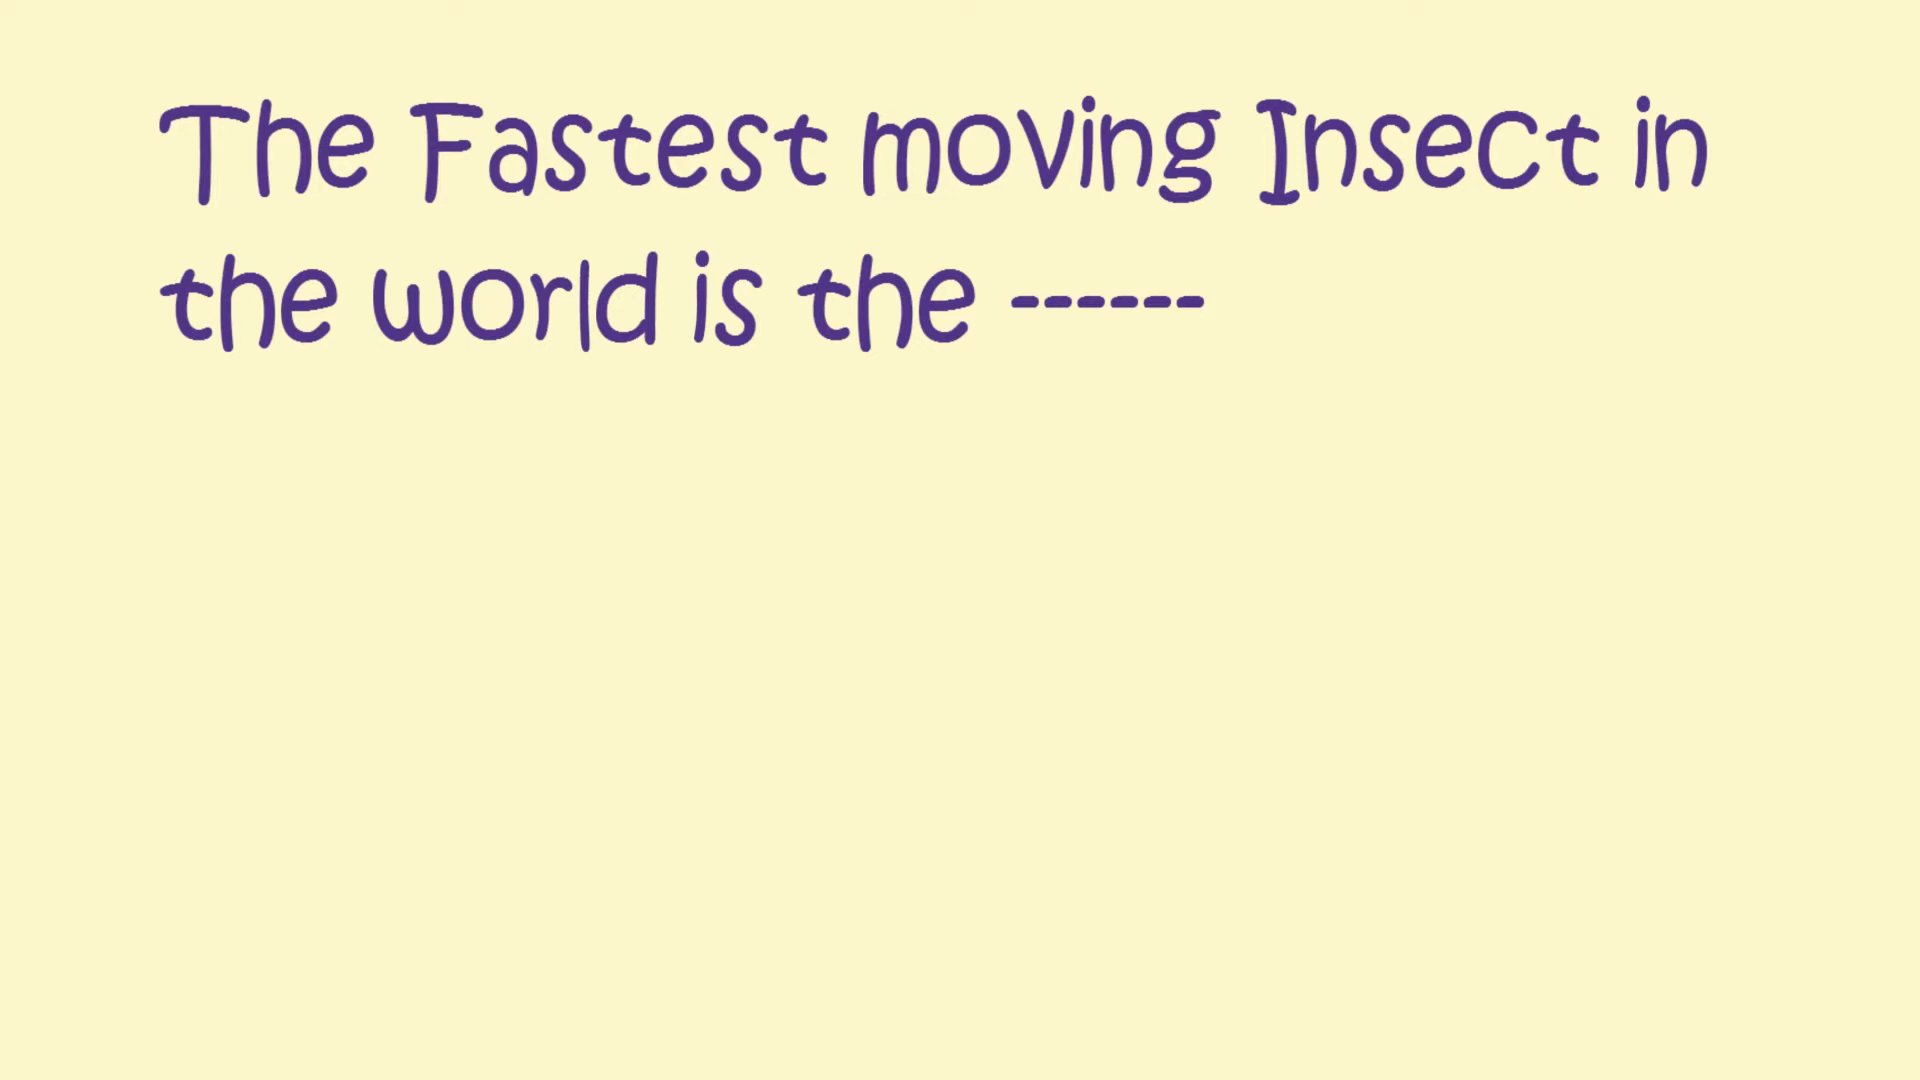 The Fastest moving Insect in
the world is the ------